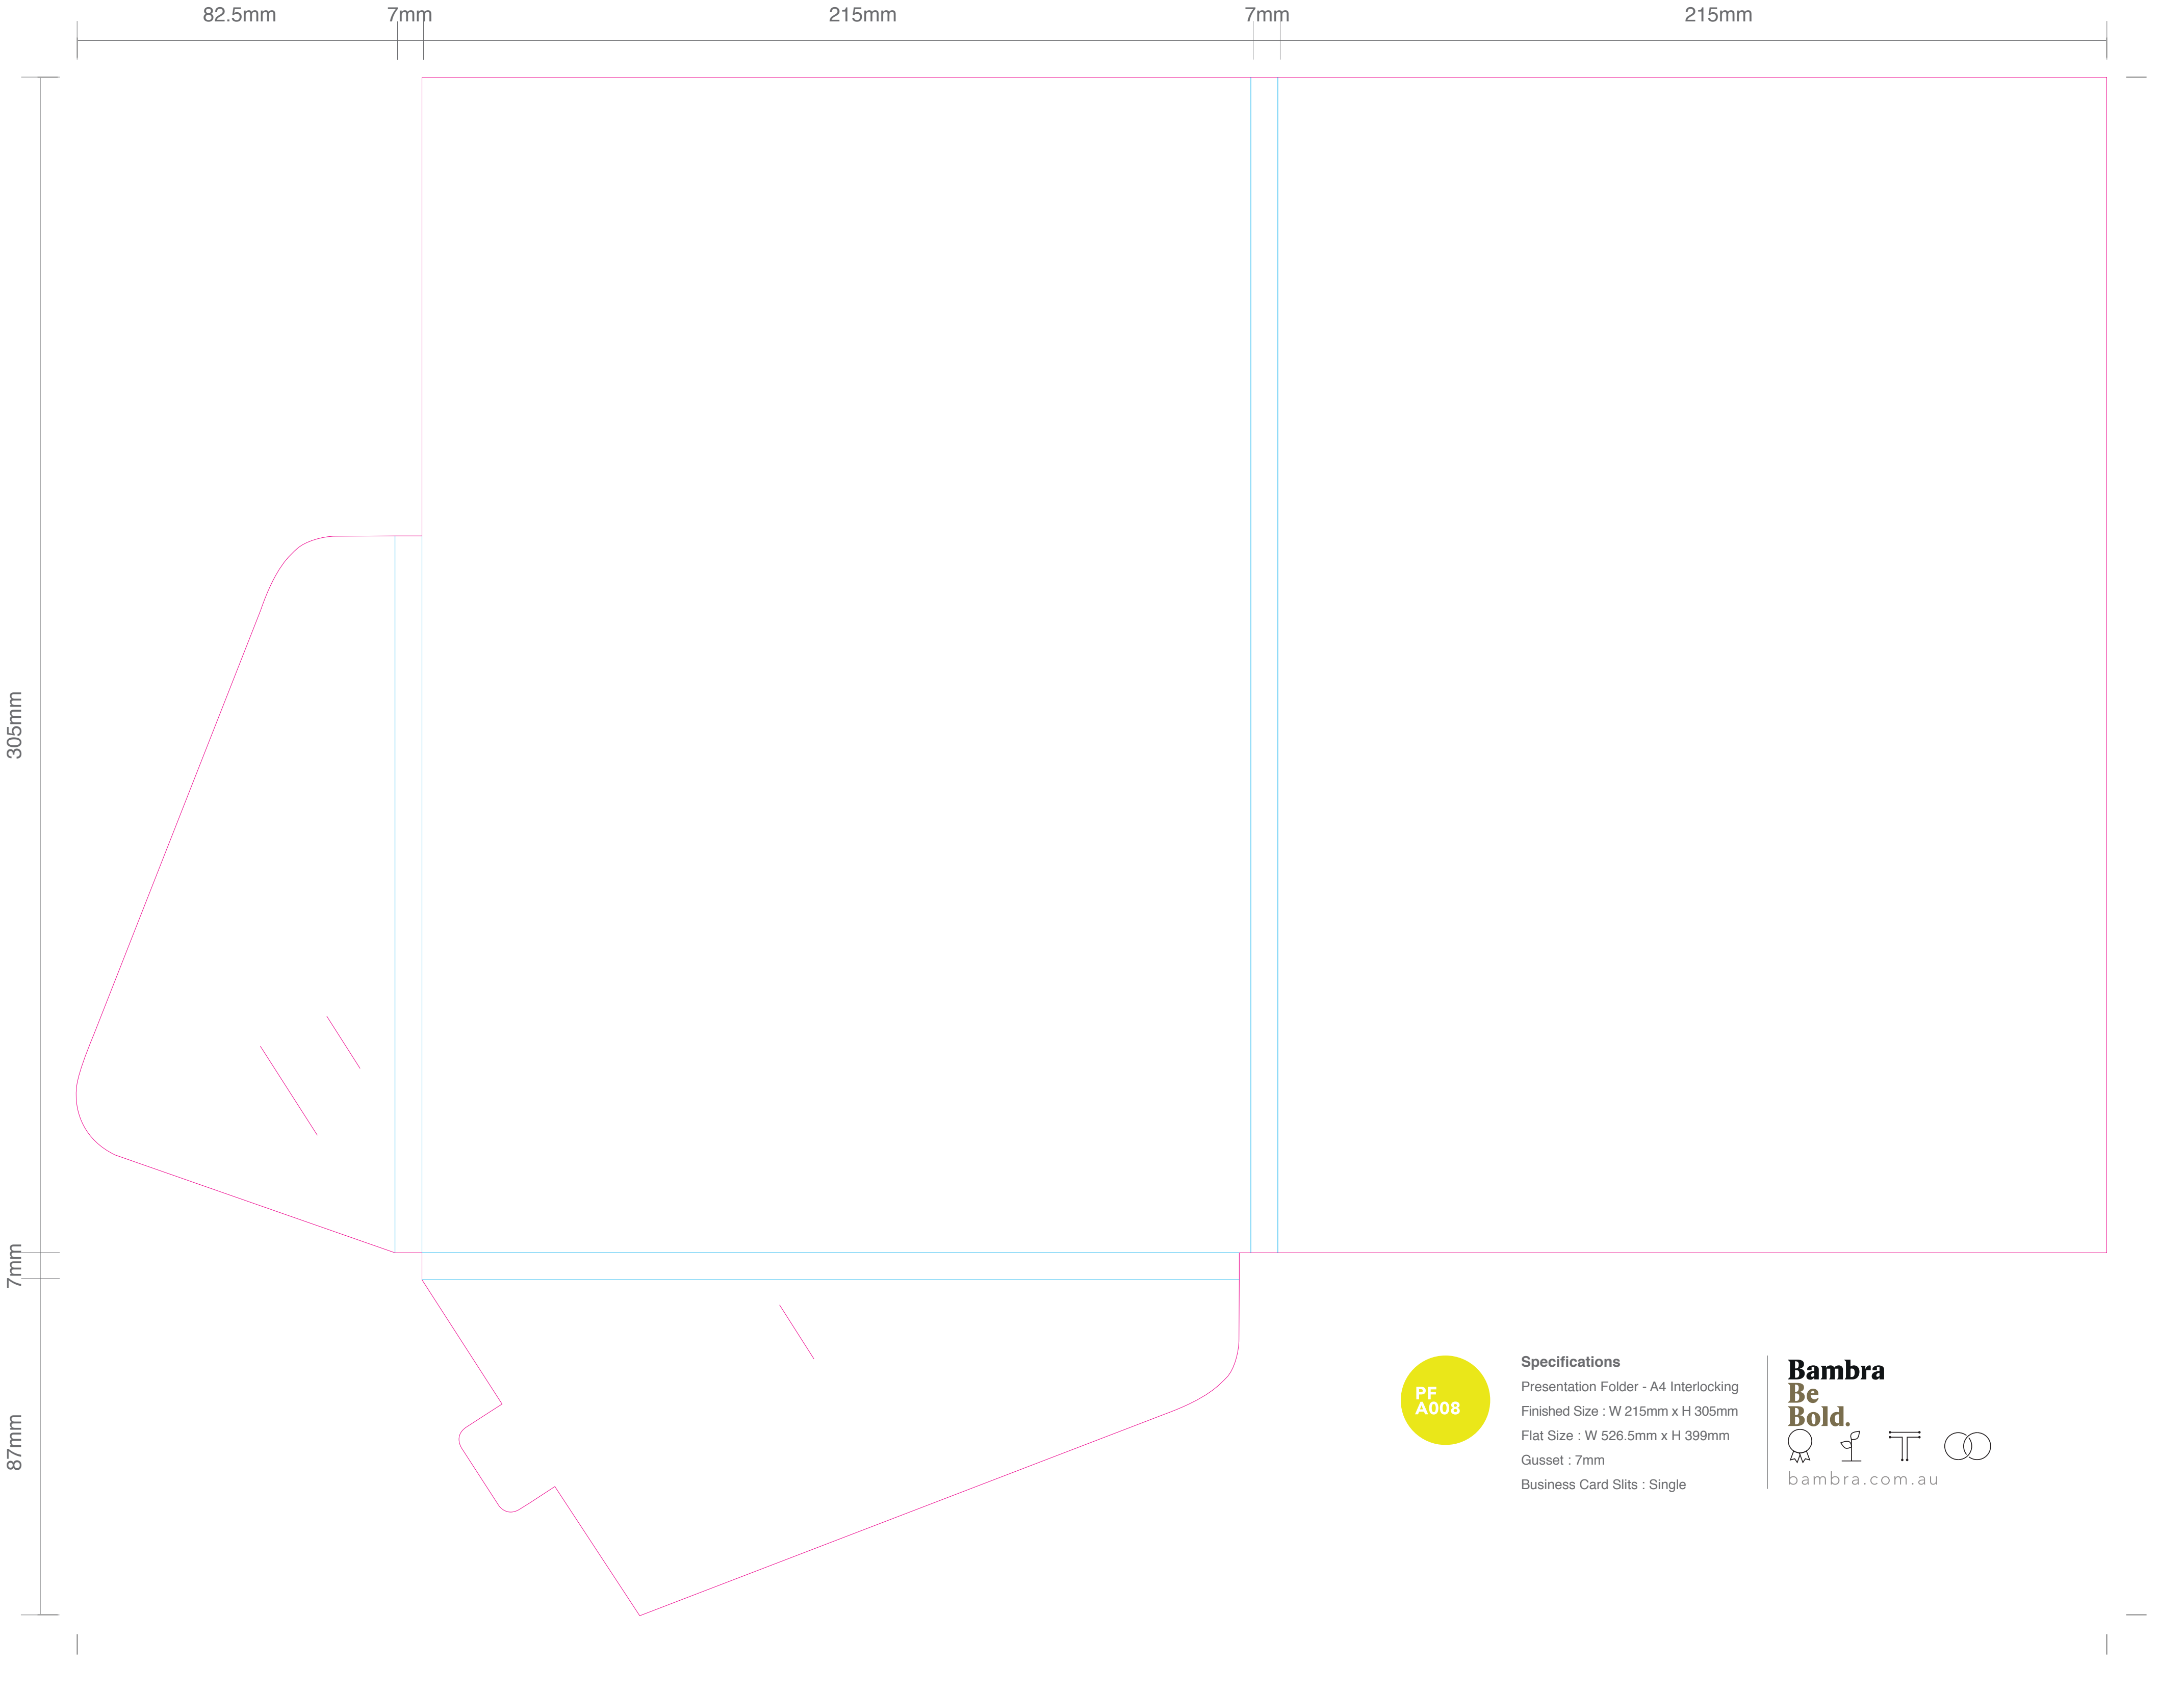 82.5mm
7mm
215mm
7mm
215mm
305mm
7mm
87mm
PF
A008
Specifications
Presentation Folder - A4 Interlocking
Finished Size : W 215mm x H 305mm
Flat Size : W 526.5mm x H 399mm
Gusset : 7mm
Business Card Slits : Single
Bambra
Be
Bold.
bambra.com.au